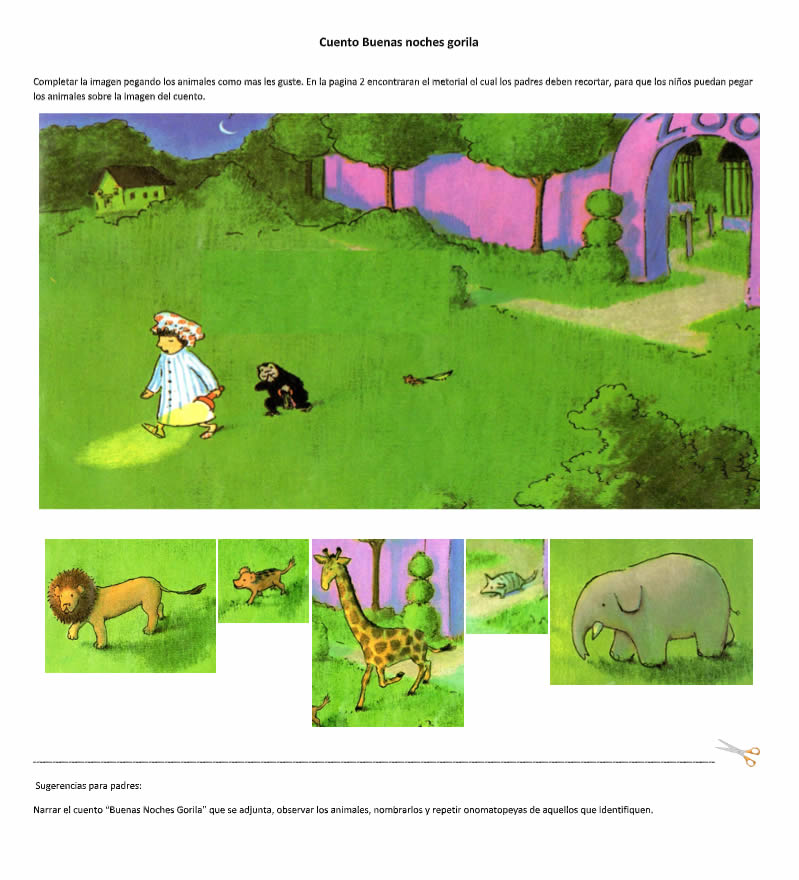 Cuento Buenas noches gorila
Completar la imagen pegando los animales como mas les guste. En la pagina 2 encontraran el meterial el cual los padres deben recortar, para que los niños puedan pegar
los animales sobre la imagen del cuento.
ZOO
Sugerencias para padres:
Narrar el cuento “Buenas Noches Gorila” que se adjunta, observar los animales, nombrarlos y repetir onomatopeyas de aquellos que identifiquen.